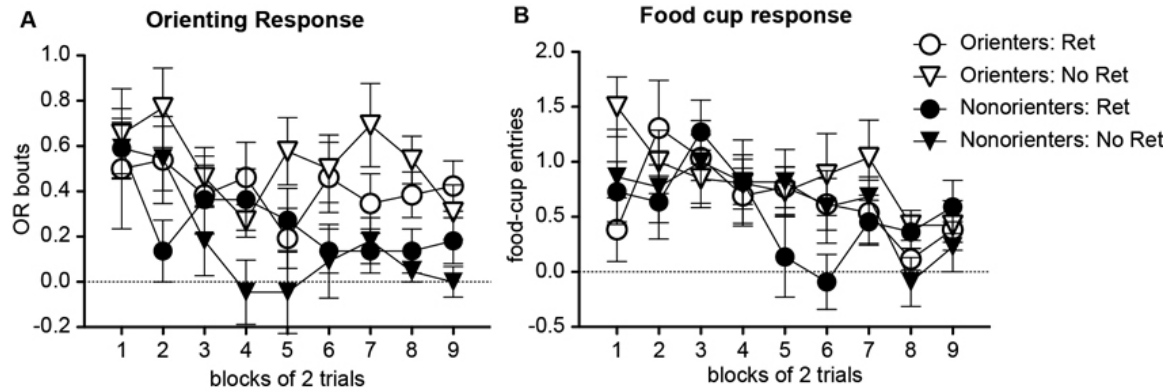 A
Orienting Response
1.0
0.8
0.6
0.4
0.2
0.0
-0.2
OR bouts
1 2 3 4 5 6 7 8 9
blocks of 2 trials
B
Food cup response
2.0
1.5
1.0
0.5
0.0
-0.5
food-cup entries
1 2 3 4 5 6 7 8 9
blocks of 2 trials
Orienters: Ret
Orienters: No Ret
Nonorienters: Ret
Nonorienters: No Ret